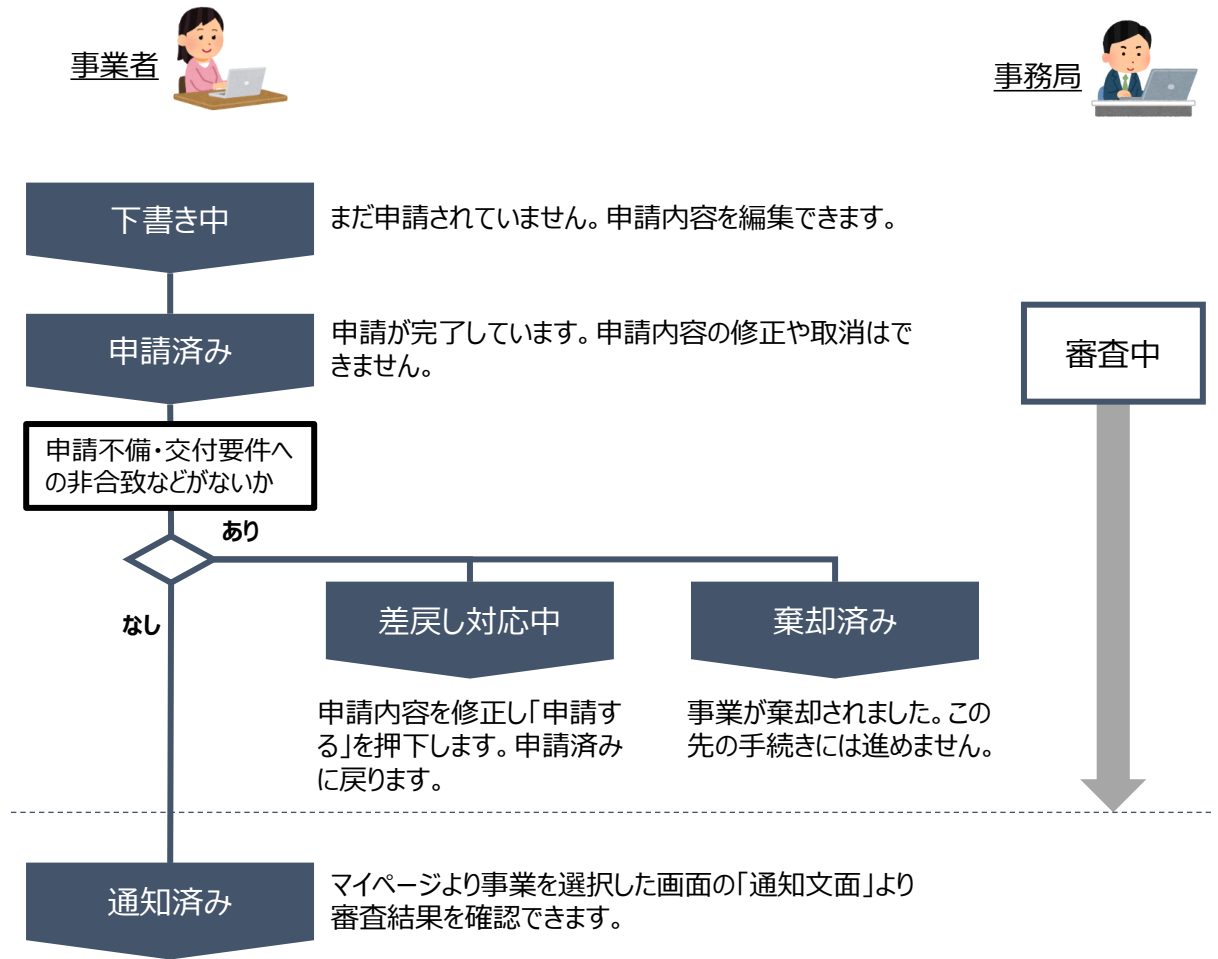 事業者
事務局
下書き中
まだ申請されていません。申請内容を編集できます。
申請済み
申請が完了しています。申請内容の修正や取消はで
きません。
審査中
申請不備・交付要件へ
の非合致などがないか
あり
なし
差戻し対応中
棄却済み
申請内容を修正し「申請す
る」を押下します。申請済み
に戻ります。
事業が棄却されました。この
先の手続きには進めません。
通知済み
マイページより事業を選択した画面の「通知文面」より
審査結果を確認できます。